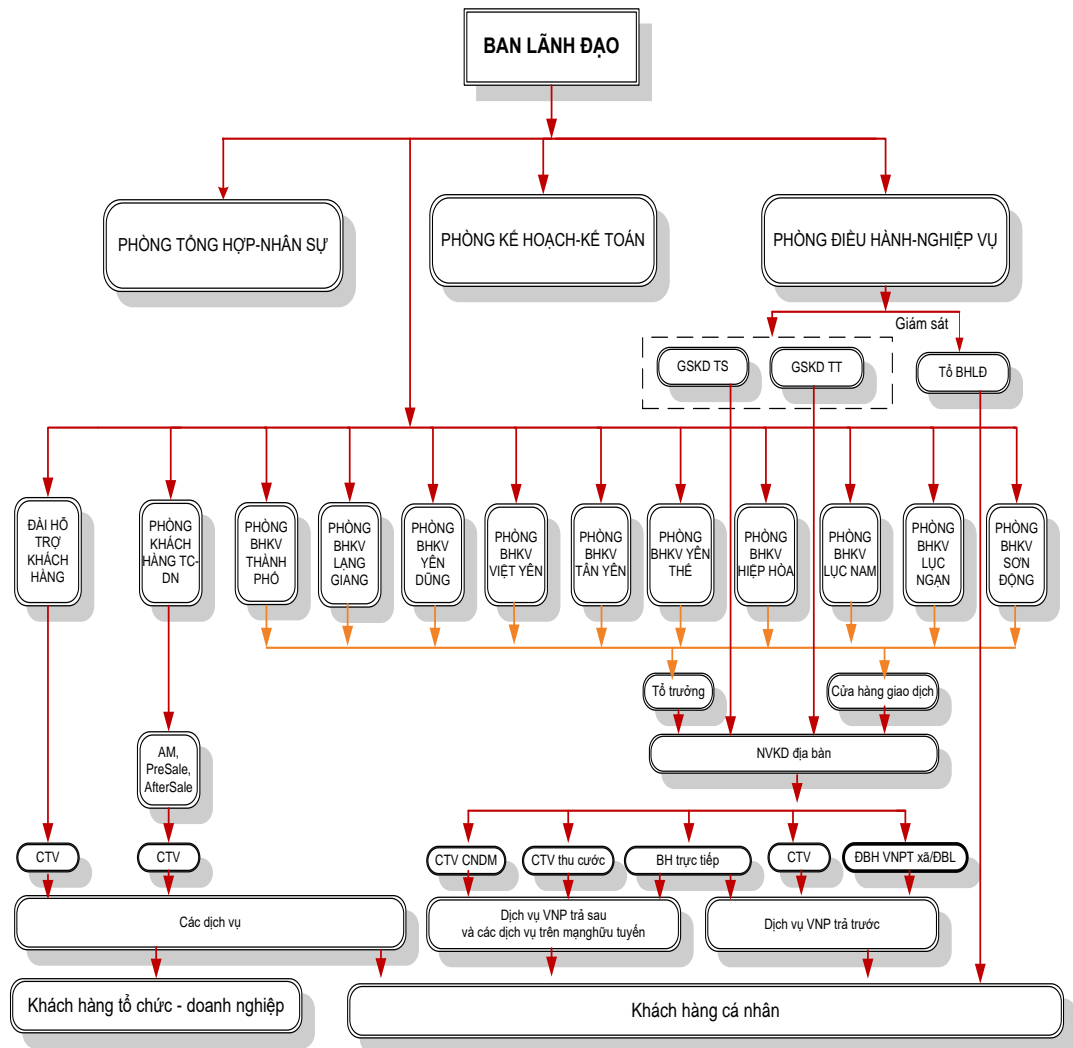 BAN LÃNH ĐẠO
PHÒNG TỔNG HỢP-NHÂN SỰ
PHÒNG KẾ HOẠCH-KẾ TOÁN
PHÒNG ĐIỀU HÀNH-NGHIỆP VỤ
Giám sát
GSKD TS
GSKD TT
Tổ BHLĐ
ĐÀI HỖ
TRỢ
KHÁCH
HÀNG
PHÒNG
KHÁCH
HÀNG TC-
DN
PHÒNG
BHKV
THÀNH
PHỐ
PHÒNG
BHKV
LẠNG
GIANG
PHÒNG
BHKV
YÊN
DŨNG
PHÒNG
BHKV
VIỆT YÊN
PHÒNG
BHKV
TÂN YÊN
PHÒNG
BHKV YÊN
THẾ
PHÒNG
BHKV
HIỆP HÒA
PHÒNG
BHKV
LỤC NAM
PHÒNG
BHKV
LỤC
NGẠN
PHÒNG
BHKV
SƠN
ĐỘNG
Tổ trưởng
Cửa hàng giao dịch
NVKD địa bàn
AM,
PreSale,
AfterSale
CTV
CTV
CTV CNDM
CTV thu cước
BH trực tiếp
CTV
ĐBH VNPT xã/ĐBL
Các dịch vụ
Dịch vụ VNP trả sau
và các dịch vụ trên mạnghữu tuyến
Dịch vụ VNP trả trước
Khách hàng tổ chức - doanh nghiệp
Khách hàng cá nhân